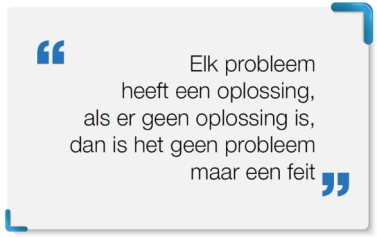 “
Elk probleem
heeft een oplossing,
als er geen oplossing is,
dan is het geen probleem
maar een feit
”